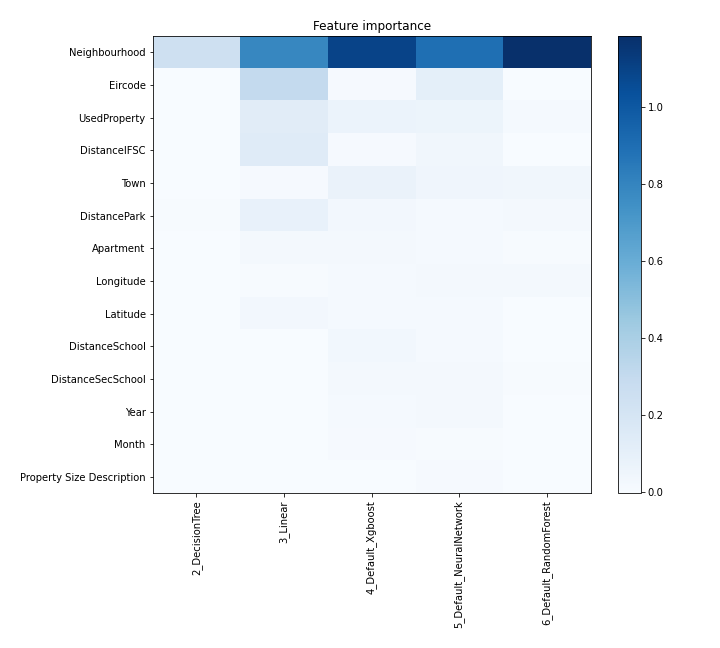 Feature importance
Neighbourhood
Eircode
UsedProperty
DistanceIFSC
Town
DistancePark
Apartment
Longitude
Latitude
DistanceSchool
DistanceSecSchool
Year
Month
Property Size Description
1.0
0.8
0.6
0.4
0.2
0.0
2_DecisionTree
3_Linear
4_Default_Xgboost
5_Default_NeuralNetwork
6_Default_RandomForest